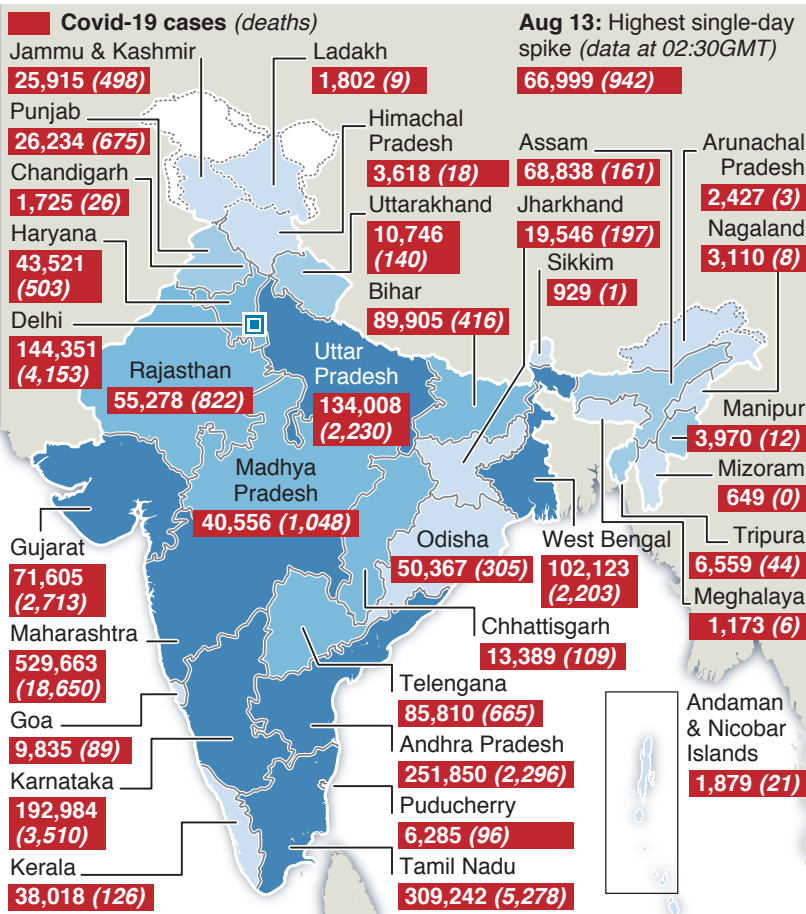 Covid-19 cases (deaths)
Aug 13: Highest single-day
spike (data at 02:30GMT)
66,999 (942)
Jammu & Kashmir
25,915 (498)
Ladakh
1,802 (9)
Punjab
26,234 (675)
Himachal
Pradesh
3,618 (18)
Assam
68,838 (161)
Arunachal
Pradesh
2,427 (3)
Chandigarh
1,725 (26)
Uttarakhand
10,746
(140)
Jharkhand
19,546 (197)
Nagaland
3,110 (8)
Haryana
43,521
(503)
Sikkim
929 (1)
Bihar
89,905 (416)
Delhi
144,351
(4,153)
Rajasthan
55,278 (822)
Uttar
Pradesh
134,008
(2,230)
Manipur
3,970 (12)
Madhya
Pradesh
40,556 (1,048)
Mizoram
649 (0)
Gujarat
71,605
(2,713)
Odisha
50,367 (305)
West Bengal
102,123
(2,203)
Tripura
6,559 (44)
Meghalaya
1,173 (6)
Maharashtra
529,663
(18,650)
Chhattisgarh
13,389 (109)
Telengana
85,810 (665)
Andaman
& Nicobar
Islands
1,879 (21)
Goa
9,835 (89)
Andhra Pradesh
251,850 (2,296)
Karnataka
192,984
(3,510)
Puducherry
6,285 (96)
Kerala
38,018 (126)
Tamil Nadu
309,242 (5,278)